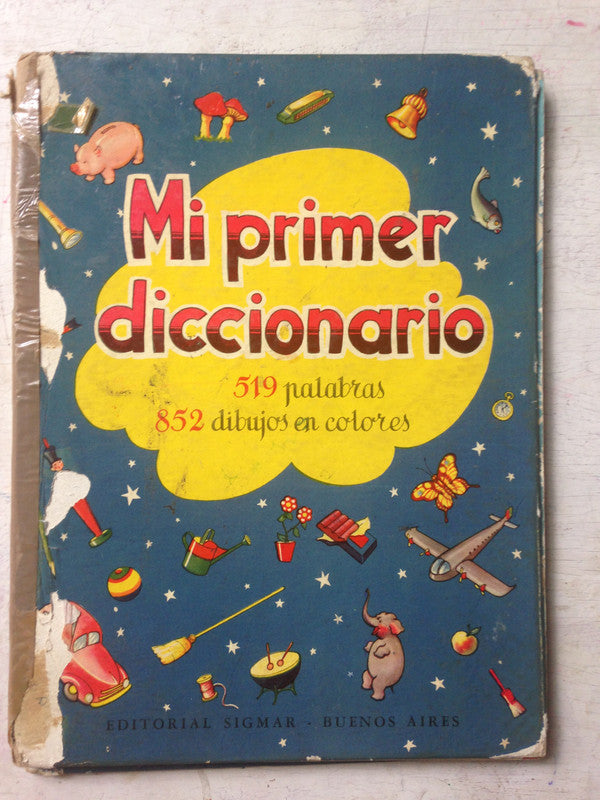 Mi primer
diccionario
519 palabras
852 dibujos en colores
EDITORIAL SIGMAR - BUENOS AIRES